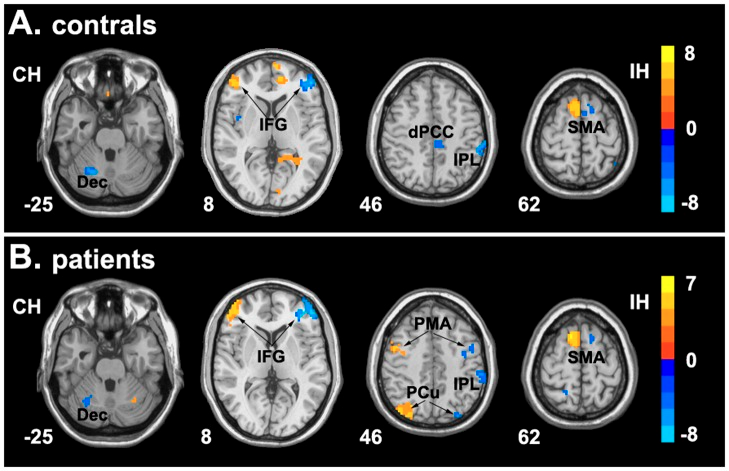 A. contrals
CH IH 8
IFG dPCC IPL SMA 0
Dec
-25 8 46 62 -8
B. patients
CH IH 7
PMA
IFG IPL SMA 0
PCu
Dec
-25 8 46 62 -8